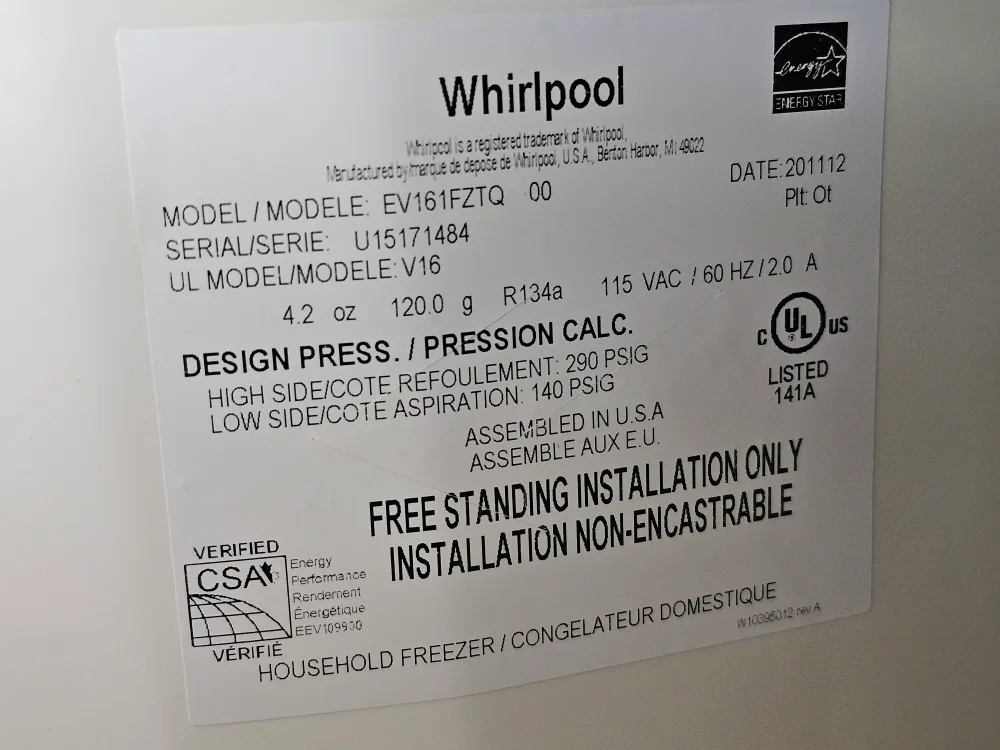 energy
ENERGY STAR
Whirlpool
Whirlpool is a registered trademark of Whirlpool,
Manufactured by/marque de depose de Whirlpool, U.S.A., Benton Harbor, MI 49022
MODEL / MODELE: EV161FZTQ 00
DATE:201112
SERIAL/SERIE: U15171484
Plt: Ot
UL MODEL/MODELE: V16
4.2 oz 120.0 g R134a 115 VAC / 60 HZ / 2.0 A
DESIGN PRESS. / PRESSION CALC.
HIGH SIDE/COTE REFOULEMENT: 290 PSIG
LOW SIDE/COTE ASPIRATION: 140 PSIG
C UL US
LISTED
141A
ASSEMBLED IN U.S.A
ASSEMBLE AUX E.U.
FREE STANDING INSTALLATION ONLY
INSTALLATION NON-ENCASTRABLE
VERIFIED
CSA
VÉRIFIÉ
Energy
Performance
Rendement
Énergétique
EEV109900
HOUSEHOLD FREEZER / CONGELATEUR DOMESTIQUE
W10395012 rev A